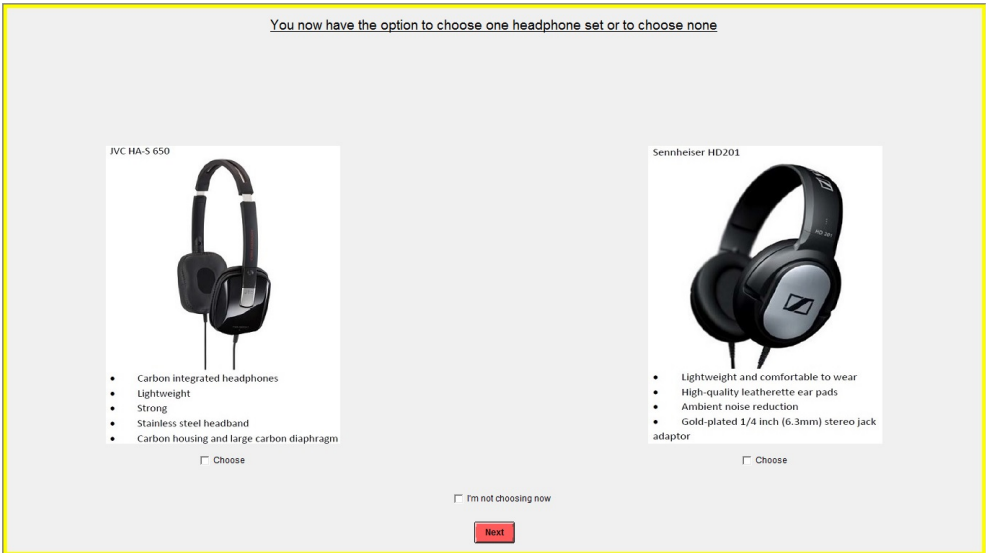 You now have the option to choose one headphone set or to choose none
JVC HA-S 650
• Carbon integrated headphones
• Lightweight
• Strong
• Stainless steel headband
• Carbon housing and large carbon diaphragm
Choose
Sennheiser HD201
HD 201
• Lightweight and comfortable to wear
• High-quality leatherette ear pads
• Ambient noise reduction
• Gold-plated 1/4 inch (6.3mm) stereo jack
adaptor
Choose
I'm not choosing now
Next